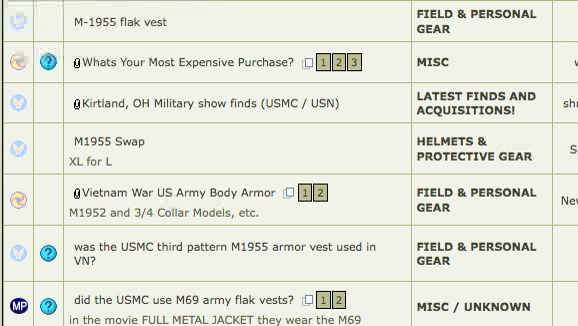 M-1955 flak vest
FIELD & PERSONAL
GEAR
? Whats Your Most Expensive Purchase? 1 2 3
MISC
Kirtland, OH Military show finds (USMC / USN)
LATEST FINDS AND
ACQUISITIONS!
M1955 Swap
XL for L
HELMETS &
PROTECTIVE GEAR
Vietnam War US Army Body Armor 1 2
M1952 and 3/4 Collar Models, etc.
FIELD & PERSONAL
GEAR
? was the USMC third pattern M1955 armor vest used in
VN?
FIELD & PERSONAL
GEAR
MP ? did the USMC use M69 army flak vests? 1 2
in the movie FULL METAL JACKET they wear the M69
MISC / UNKNOWN